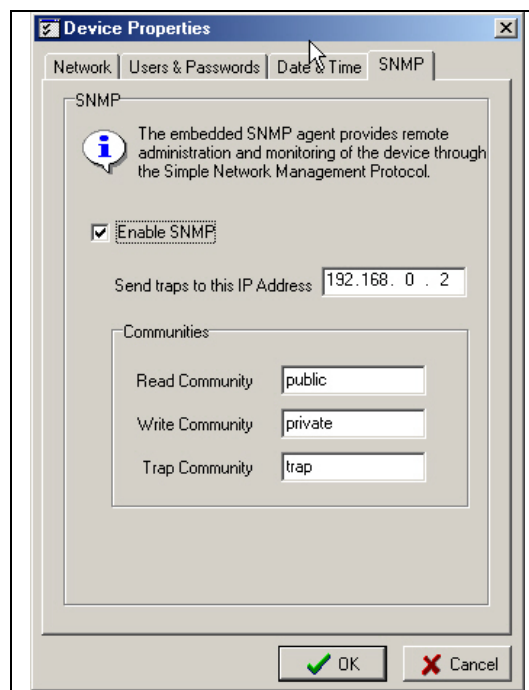 Device Properties
Network Users & Passwords Date & Time SNMP
SNMP
The embedded SNMP agent provides remote
administration and monitoring of the device through
the Simple Network Management Protocol.
Enable SNMP
Send traps to this IP Address 192.168. 0 . 2
Communities
Read Community public
Write Community private
Trap Community trap
OK Cancel